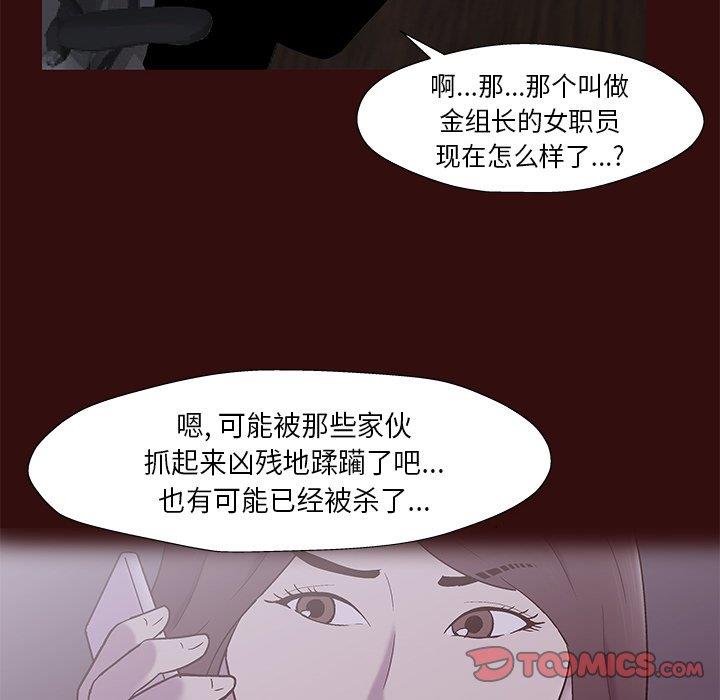 啊...那...那个叫做
金组长的女职员
现在怎么样了...?
嗯, 可能被那些家伙
抓起来凶残地蹂躏了吧...
也有可能已经被杀了...
TOOMICS.COM